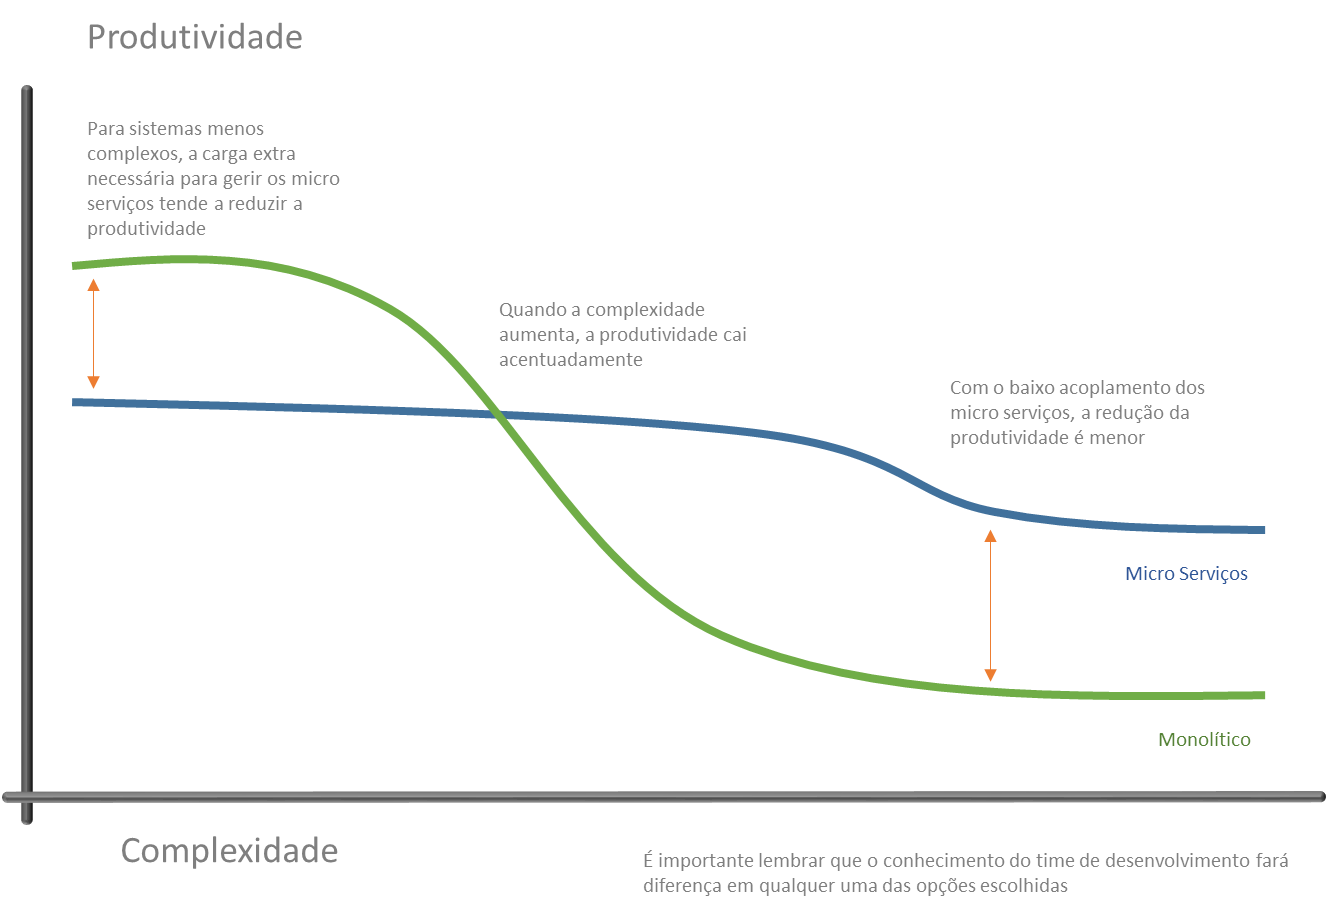 Produtividade
Para sistemas menos
complexos, a carga extra
necessária para gerir os micro
serviços tende a reduzir a
produtividade
Quando a complexidade
aumenta, a produtividade cai
acentuadamente
Com o baixo acoplamento dos
micro serviços, a redução da
produtividade é menor
Micro Serviços
Monolítico
Complexidade
É importante lembrar que o conhecimento do time de desenvolvimento fará
diferença em qualquer uma das opções escolhidas